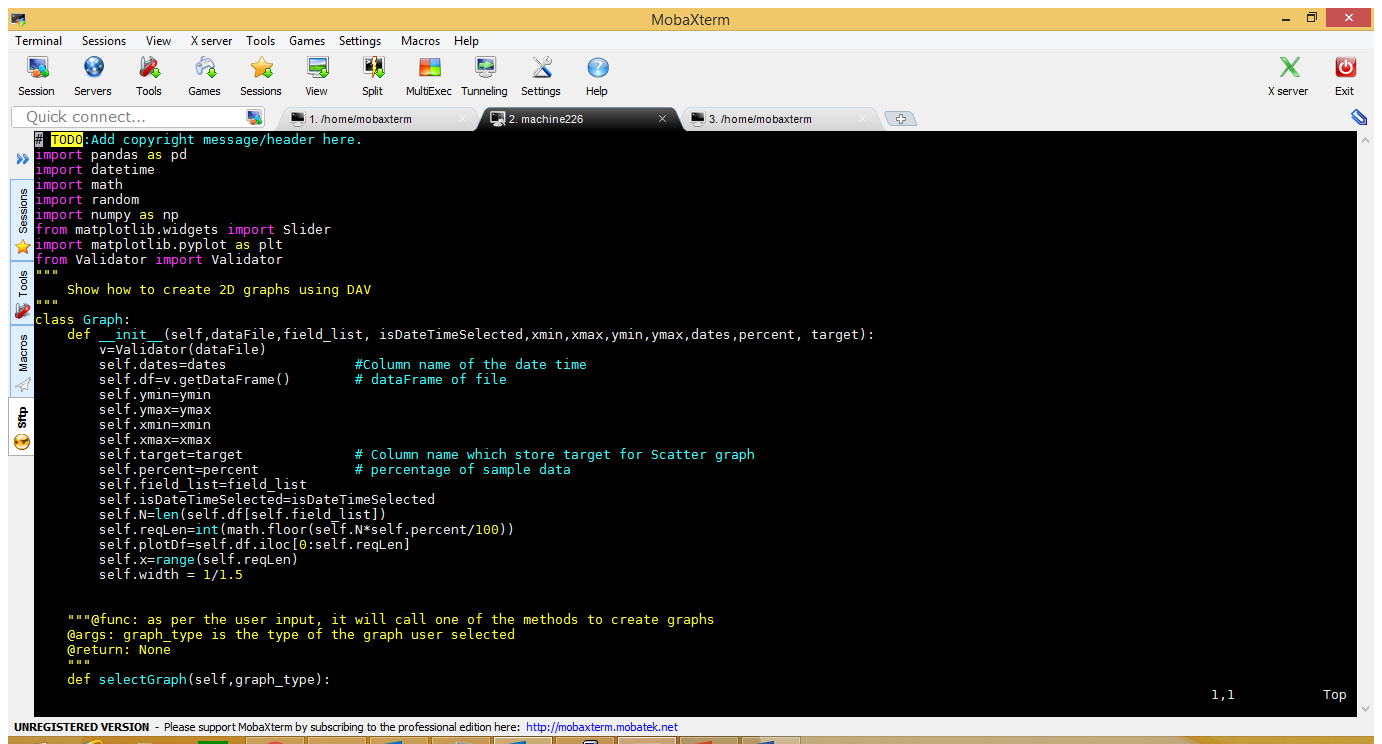 MobaXterm
Terminal Sessions View X server Tools Games Settings Macros Help
Session Servers Tools Games Sessions View Split MultiExec Tunneling Settings Help X server Exit
Quick connect...
1. /home/mobaxterm
2. machine226
3. /home/mobaxterm
Sessions
Tools
Macros
Sftp
# TODO:Add copyright message/header here.
import pandas as pd
import datetime
import math
import random
import numpy as np
from matplotlib.widgets import Slider
import matplotlib.pyplot as plt
from Validator import Validator
"""
    Show how to create 2D graphs using DAV
"""
class Graph:
    def __init__(self,dataFile,field_list, isDateTimeSelected,xmin,xmax,ymin,ymax,dates,percent, target):
        v=Validator(dataFile)
        self.dates=dates                #Column name of the date time
        self.df=v.getDataFrame()        # dataFrame of file
        self.ymin=ymin
        self.ymax=ymax
        self.xmin=xmin
        self.xmax=xmax
        self.target=target              # Column name which store target for Scatter graph
        self.percent=percent            # percentage of sample data
        self.field_list=field_list
        self.isDateTimeSelected=isDateTimeSelected
        self.N=len(self.df[self.field_list])
        self.reqLen=int(math.floor(self.N*self.percent/100))
        self.plotDf=self.df.iloc[0:self.reqLen]
        self.x=range(self.reqLen)
        self.width = 1/1.5
    """@func: as per the user input, it will call one of the methods to create graphs
    @args: graph_type is the type of the graph user selected
    @return: None
    """
    def selectGraph(self,graph_type):
1,1 Top
UNREGISTERED VERSION - Please support MobaXterm by subscribing to the professional edition here: http://mobaxterm.mobatek.net